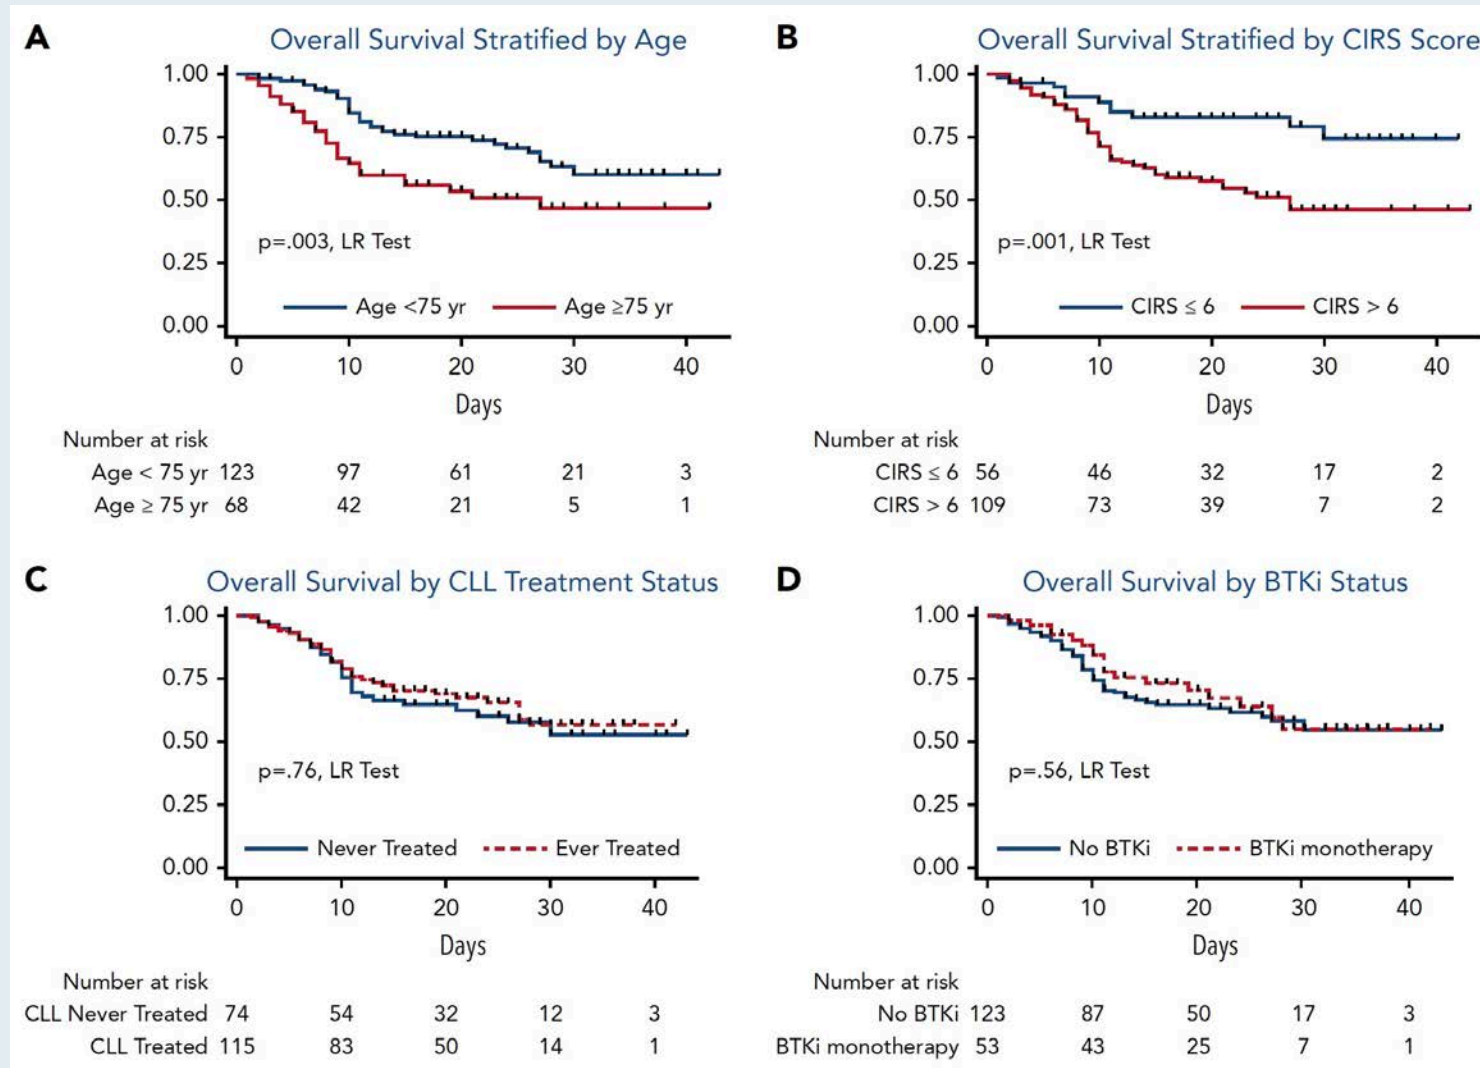 A
Overall Survival Stratified by Age
1.00
0.75
0.50
0.25
0.00
p=.003, LR Test
Age <75 yr Age ≥75 yr
0 10 20 30 40
Days
Number at risk
Age < 75 yr 123 97 61 21 3
Age ≥ 75 yr 68 42 21 5 1
B
Overall Survival Stratified by CIRS Score
1.00
0.75
0.50
0.25
0.00
p=.001, LR Test
CIRS ≤ 6 CIRS > 6
0 10 20 30 40
Days
Number at risk
CIRS ≤ 6 56 46 32 17 2
CIRS > 6 109 73 39 7 2
C
Overall Survival by CLL Treatment Status
1.00
0.75
0.50
0.25
0.00
p=.76, LR Test
Never Treated Ever Treated
0 10 20 30 40
Days
Number at risk
CLL Never Treated 74 54 32 12 3
CLL Treated 115 83 50 14 1
D
Overall Survival by BTKi Status
1.00
0.75
0.50
0.25
0.00
p=.56, LR Test
No BTKi BTKi monotherapy
0 10 20 30 40
Days
Number at risk
No BTKi 123 87 50 17 3
BTKi monotherapy 53 43 25 7 1